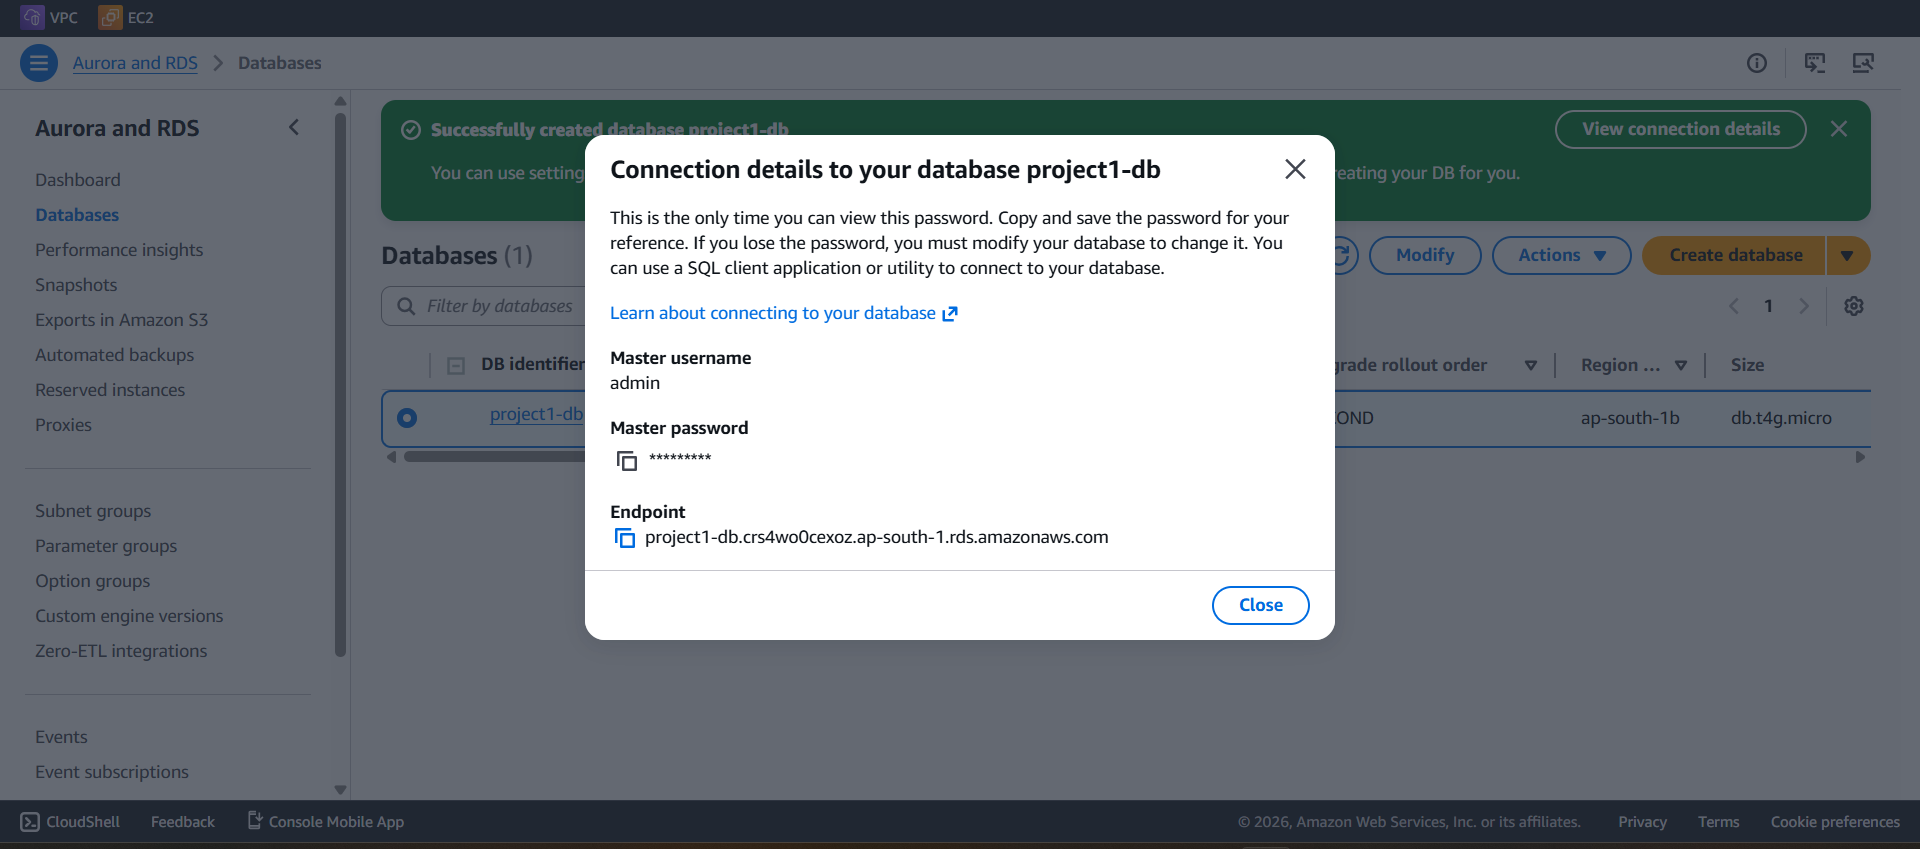 VPC EC2
Aurora and RDS > Databases
Aurora and RDS
Dashboard
Databases
Performance insights
Snapshots
Exports in Amazon S3
Automated backups
Reserved instances
Proxies
Subnet groups
Parameter groups
Option groups
Custom engine versions
Zero-ETL integrations
Events
Event subscriptions
Successfully created database project1-db
View connection details
You can use setting
eating your DB for you.
Databases (1)
Modify
Actions
Create database
Filter by databases
1
DB identifier
grade rollout order
Region ...
Size
project1-db
OND
ap-south-1b
db.t4g.micro
Connection details to your database project1-db
This is the only time you can view this password. Copy and save the password for your
reference. If you lose the password, you must modify your database to change it. You
can use a SQL client application or utility to connect to your database.
Learn about connecting to your database
Master username
admin
Master password
*********
Endpoint
project1-db.crs4wo0cexoz.ap-south-1.rds.amazonaws.com
Close
CloudShell Feedback Console Mobile App
© 2026, Amazon Web Services, Inc. or its affiliates. Privacy Terms Cookie preferences